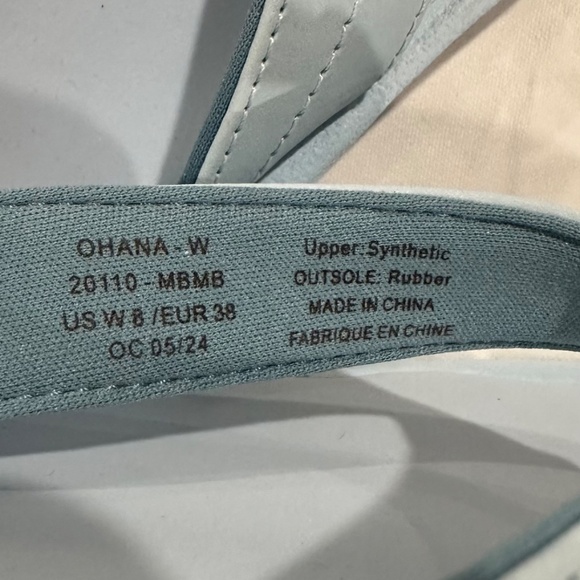 OHANA - W
20110 - MBMB
US W 8 / EUR 38
OC 05/24
Upper: Synthetic
OUTSOLE: Rubber
MADE IN CHINA
FABRIQUE EN CHINE